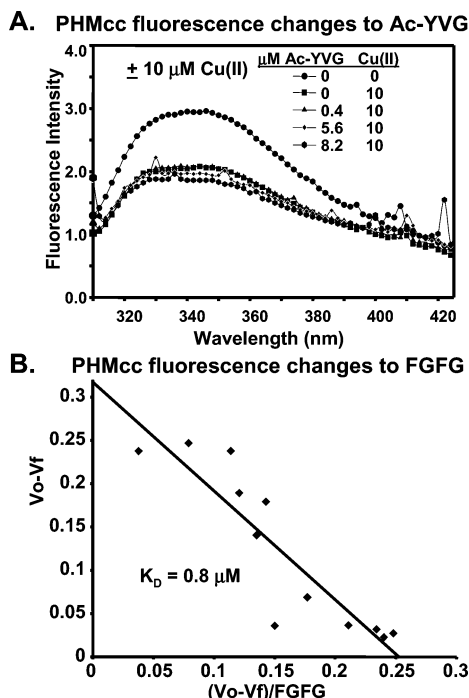 A. PHMcc fluorescence changes to Ac-YVG
± 10 µM Cu(II)
µM Ac-YVG Cu(II)
0 0
0 10
0.4 10
5.6 10
8.2 10
Fluorescence Intensity
4.0
3.0
2.0
1.0
0.0
320 340 360 380 400 420
Wavelength (nm)
B. PHMcc fluorescence changes to FGFG
Vo-Vf
0.3
0.25
0.2
0.15
0.1
0.05
0
K_D = 0.8 µM
0 0.05 0.1 0.15 0.2 0.25 0.3
(Vo-Vf)/FGFG